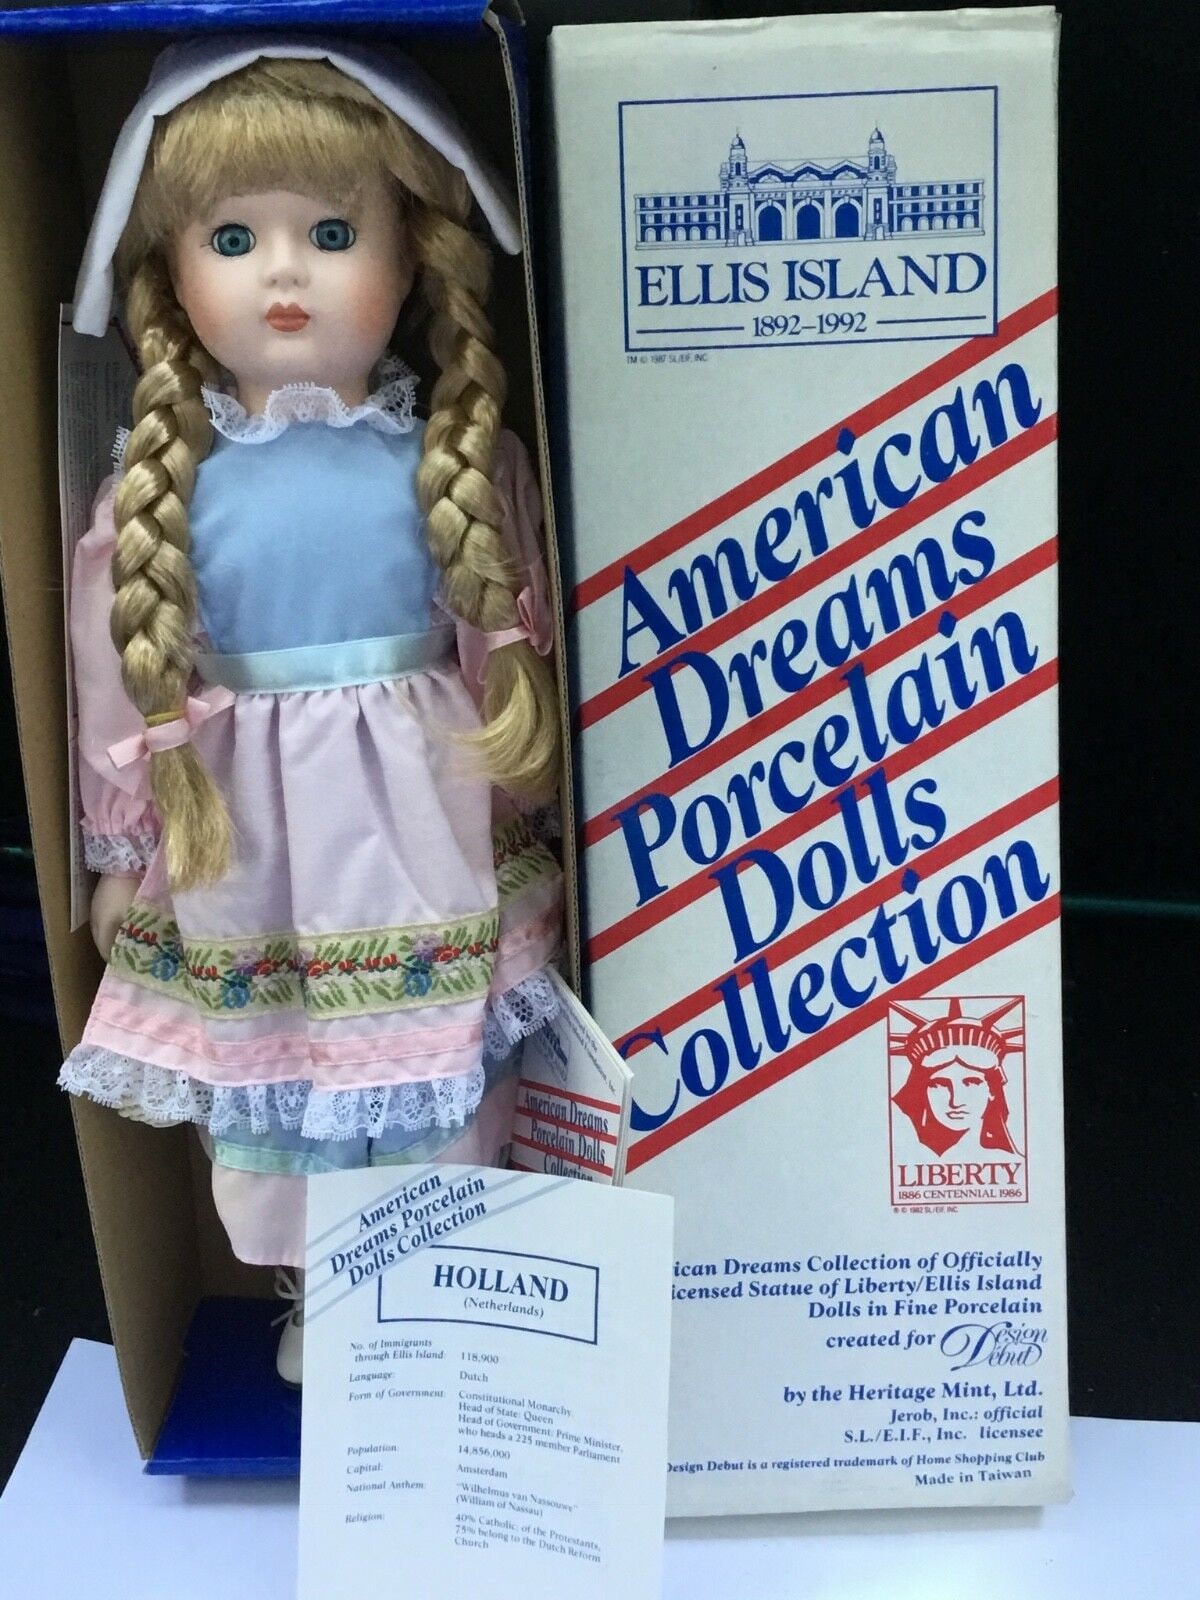 ELLIS ISLAND
1892–1992
TM © 1987 SL/EIF, INC
American
Dreams
Porcelain
Dolls
Collection
LIBERTY
1886 CENTENNIAL 1986
® © 1982 SL/EIF, INC.
ican Dreams Collection of Officially
icensed Statue of Liberty/Ellis Island
Dolls in Fine Porcelain
created for Design Debut
by the Heritage Mint, Ltd.
Jerob, Inc.: official
S.L./E.I.F., Inc. licensee
Design Debut is a registered trademark of Home Shopping Club
Made in Taiwan
American Dreams
Porcelain Dolls
Collection
American
Dreams Porcelain
Dolls Collection
HOLLAND
(Netherlands)
No. of Immigrants
through Ellis Island: 118,900
Language: Dutch
Form of Government: Constitutional Monarchy
Head of State: Queen
Head of Government: Prime Minister,
who heads a 225 member Parliament
Population: 14,856,000
Capital: Amsterdam
National Anthem: "Wilhelmus van Nassouwe"
(William of Nassau)
Religion: 40% Catholic; of the Protestants,
75% belong to the Dutch Reform
Church